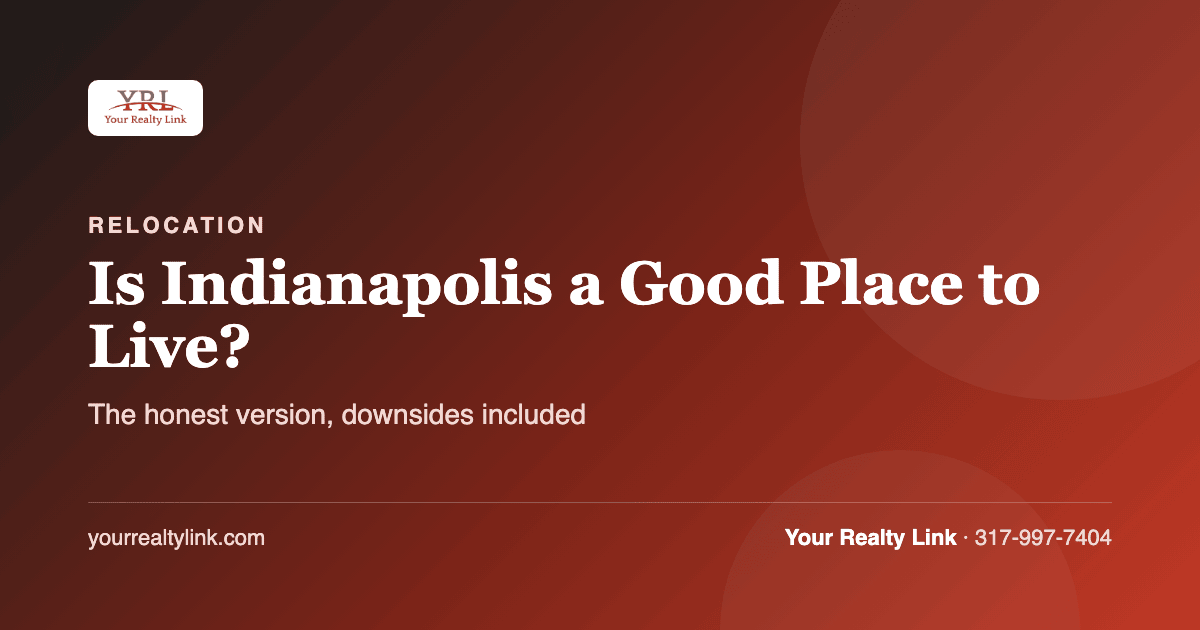 YRL
Your Realty Link
RELOCATION
Is Indianapolis a Good Place to
Live?
The honest version, downsides included
yourrealtylink.com
Your Realty Link · 317-997-7404